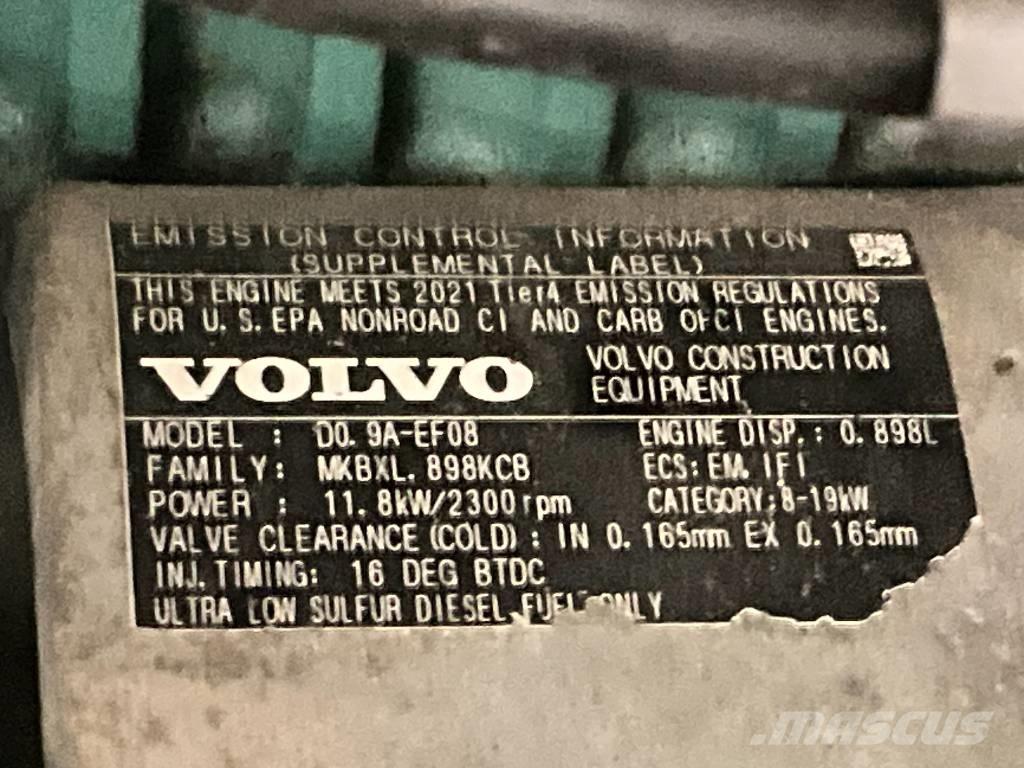 EMISSION CONTROL INFORMATION
(SUPPLEMENTAL LABEL)
THIS ENGINE MEETS 2021 Tier4 EMISSION REGULATIONS
FOR U.S.EPA NONROAD CI AND CARB OFCI ENGINES.
VOLVO
VOLVO CONSTRUCTION
EQUIPMENT
MODEL : D0.9A-EF08 ENGINE DISP.: 0.898L
FAMILY: MKBXL.898KCB ECS: EM.IFI
POWER : 11.8kW/2300rpm CATEGORY:8-19kW
VALVE CLEARANCE(COLD): IN 0.165mm EX 0.165mm
INJ.TIMING: 16 DEG BTDC
ULTRA LOW SULFUR DIESEL FUEL ONLY
MASCUS